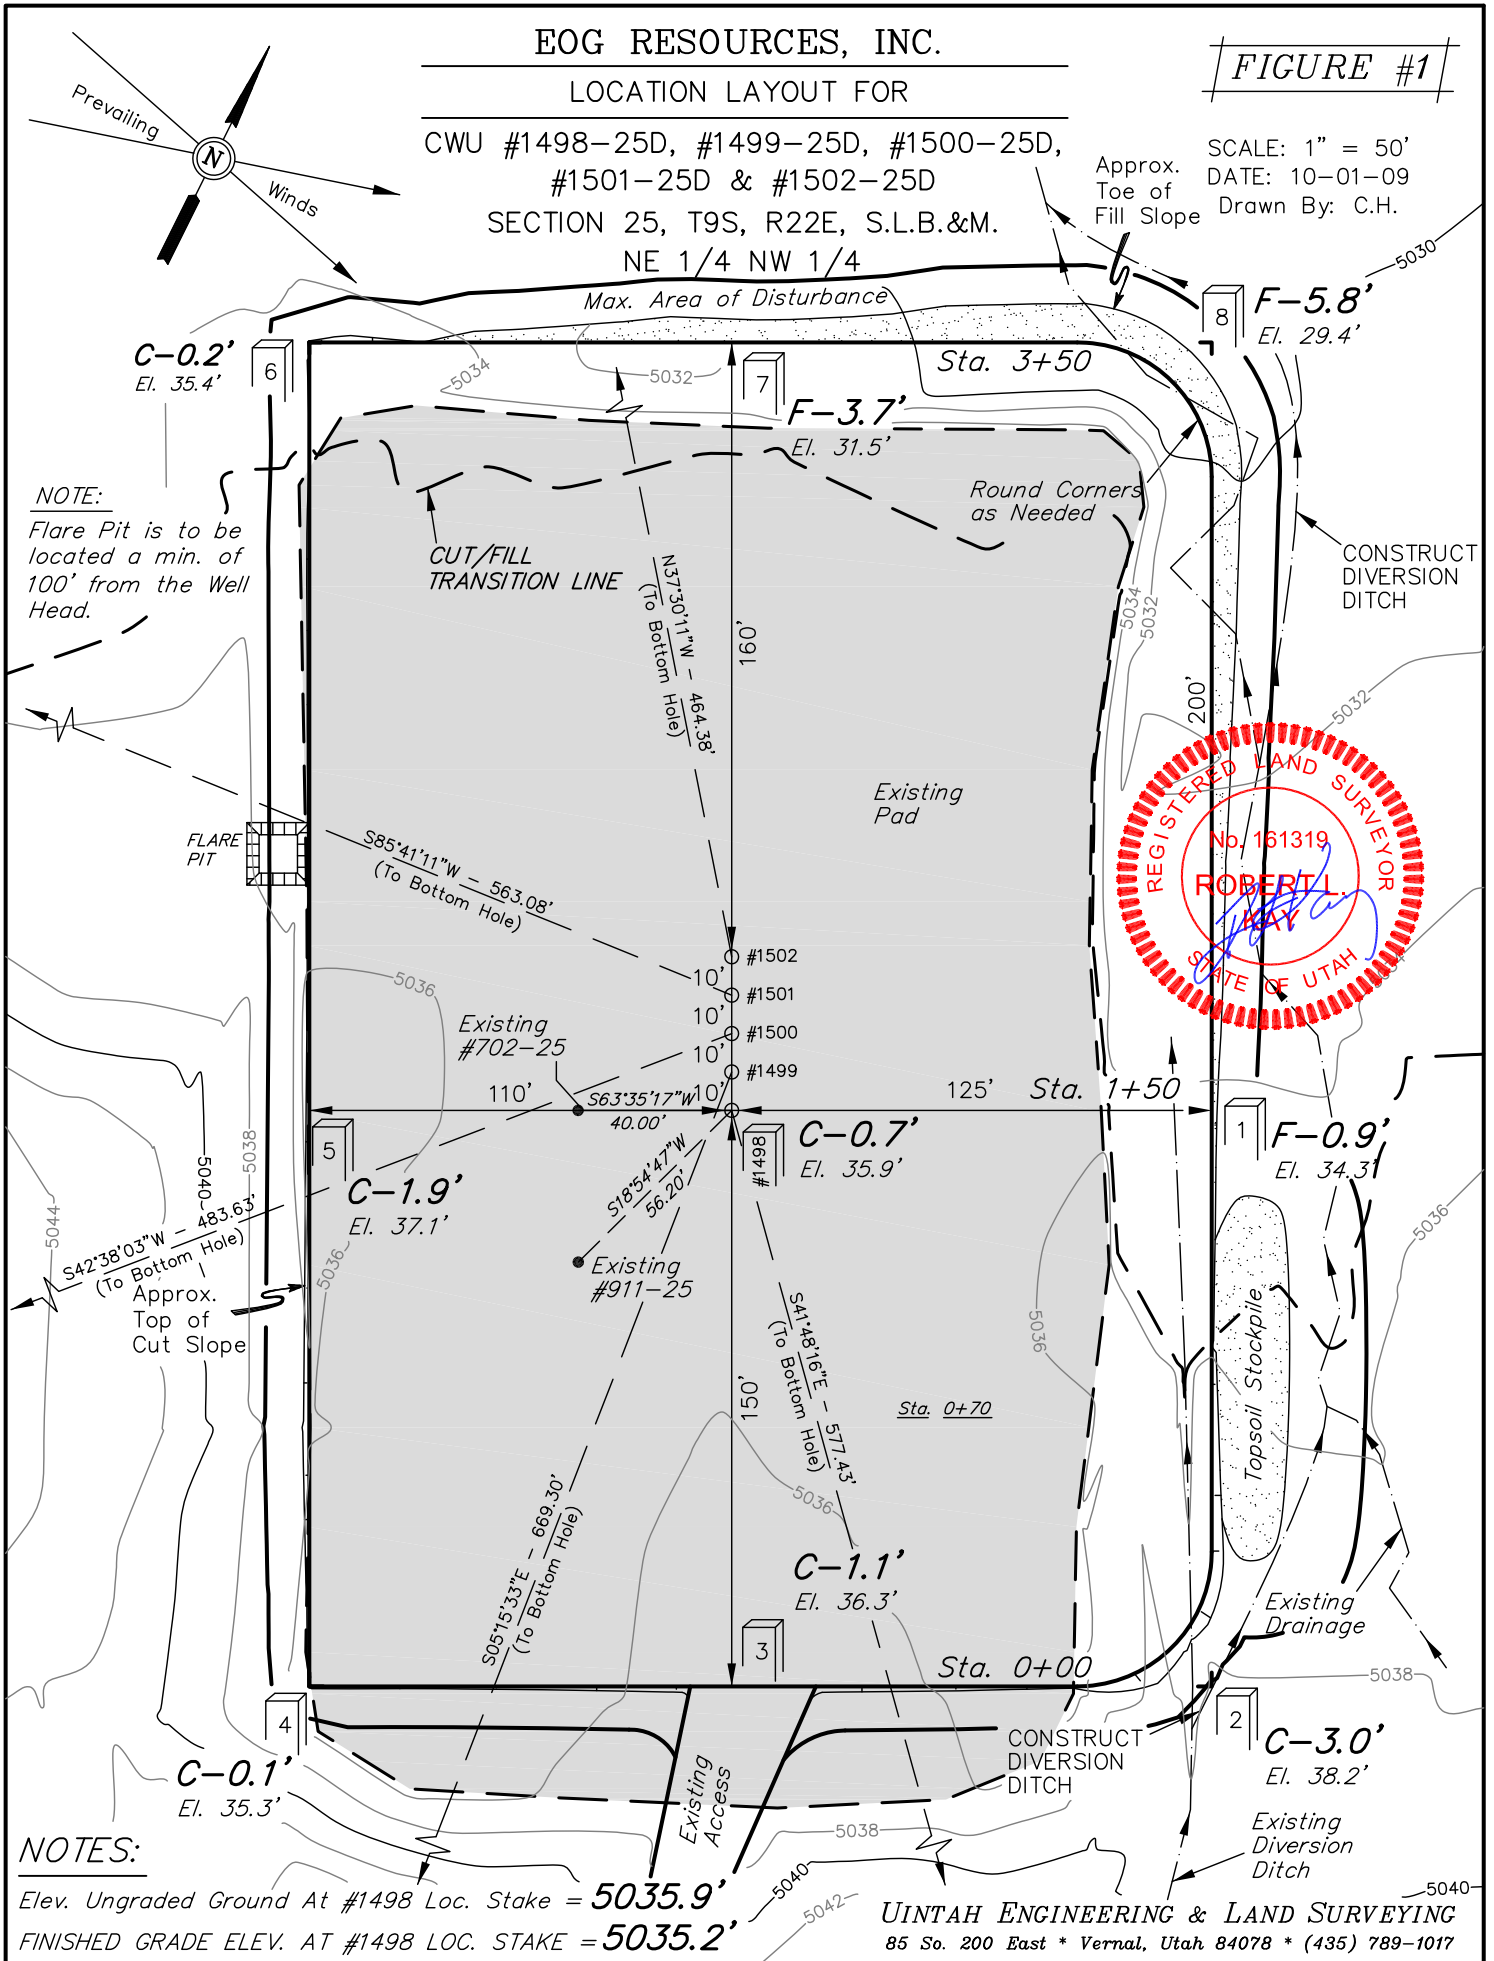 EOG RESOURCES, INC.
LOCATION LAYOUT FOR
CWU #1498-25D, #1499-25D, #1500-25D,
#1501-25D & #1502-25D
SECTION 25, T9S, R22E, S.L.B.&M.
NE 1/4 NW 1/4
FIGURE #1
SCALE: 1" = 50'
DATE: 10-01-09
Drawn By: C.H.
Prevailing
N
Winds
Approx.
Toe of
Fill Slope
5030
Max. Area of Disturbance
8
F-5.8'
El. 29.4'
C-0.2'
El. 35.4'
6
5034
5032
7
Sta. 3+50
F-3.7'
El. 31.5'
Round Corners
as Needed
NOTE:
Flare Pit is to be
located a min. of
100' from the Well
Head.
CUT/FILL
TRANSITION LINE
CONSTRUCT
DIVERSION
DITCH
N37°30'11"W - 464.38'
(To Bottom Hole)
160'
5034
5032
200'
5032
Existing
Pad
FLARE
PIT
S85°41'11"W - 563.08'
(To Bottom Hole)
REGISTERED LAND SURVEYOR
No. 161319
ROBERT L.
KAY
STATE OF UTAH
#1502
10'
#1501
10'
#1500
10'
#1499
10'
5036
Existing
#702-25
110'
S63°35'17"W
40.00'
125'
Sta. 1+50
5
C-1.9'
El. 37.1'
#1498
C-0.7'
El. 35.9'
1
F-0.9'
El. 34.3'
5038
5040
5044
S42°38'03"W - 483.63'
(To Bottom Hole)
S18°54'47"W
56.20'
Existing
#911-25
5036
Approx.
Top of
Cut Slope
S41°48'16"E - 577.43'
(To Bottom Hole)
5036
5036
Topsoil Stockpile
150'
Sta. 0+70
5036
S05°15'33"E - 669.30'
(To Bottom Hole)
C-1.1'
El. 36.3'
3
Existing
Drainage
Sta. 0+00
5038
4
C-0.1'
El. 35.3'
2
C-3.0'
El. 38.2'
CONSTRUCT
DIVERSION
DITCH
Existing
Access
5038
Existing
Diversion
Ditch
5040
5042
5040
NOTES:
Elev. Ungraded Ground At #1498 Loc. Stake = 5035.9'
FINISHED GRADE ELEV. AT #1498 LOC. STAKE = 5035.2'
UINTAH ENGINEERING & LAND SURVEYING
85 So. 200 East * Vernal, Utah 84078 * (435) 789-1017